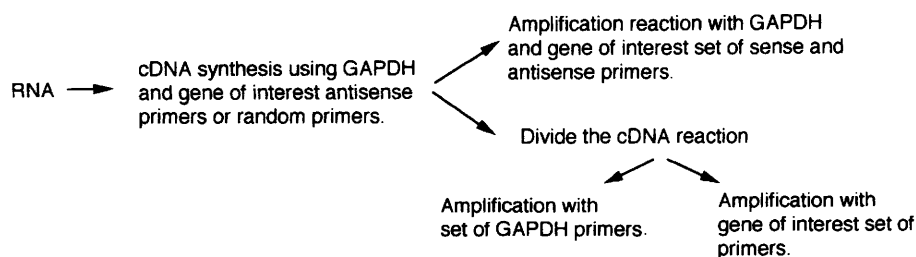 RNA
cDNA synthesis using GAPDH
and gene of interest antisense
primers or random primers.
Amplification reaction with GAPDH
and gene of interest set of sense and
antisense primers.
Divide the cDNA reaction
Amplification with
set of GAPDH primers.
Amplification with
gene of interest set of
primers.